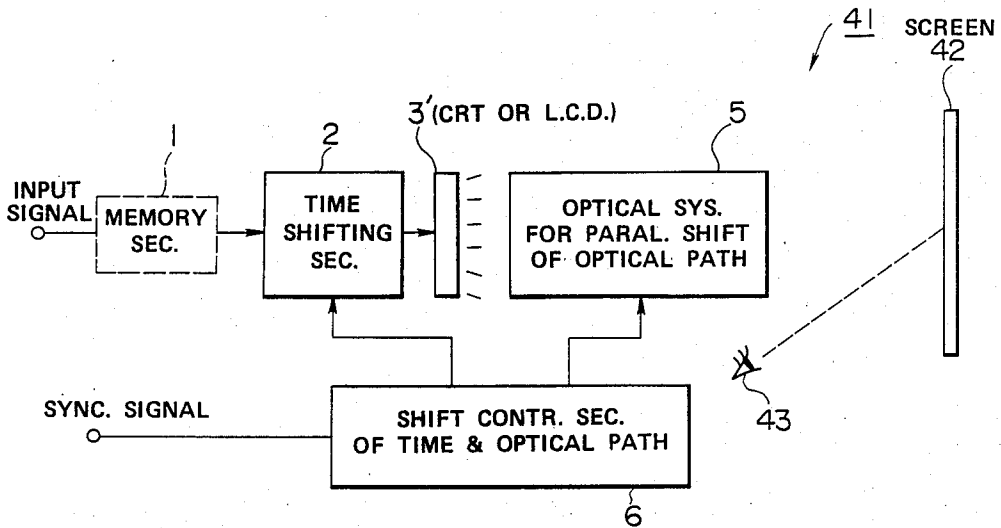 41
SCREEN
42
3'(CRT OR L.C.D.)
1
2
5
INPUT
SIGNAL
MEMORY
SEC.
TIME
SHIFTING
SEC.
OPTICAL SYS.
FOR PARAL. SHIFT
OF OPTICAL PATH
43
SYNC. SIGNAL
SHIFT CONTR. SEC.
OF TIME & OPTICAL PATH
6